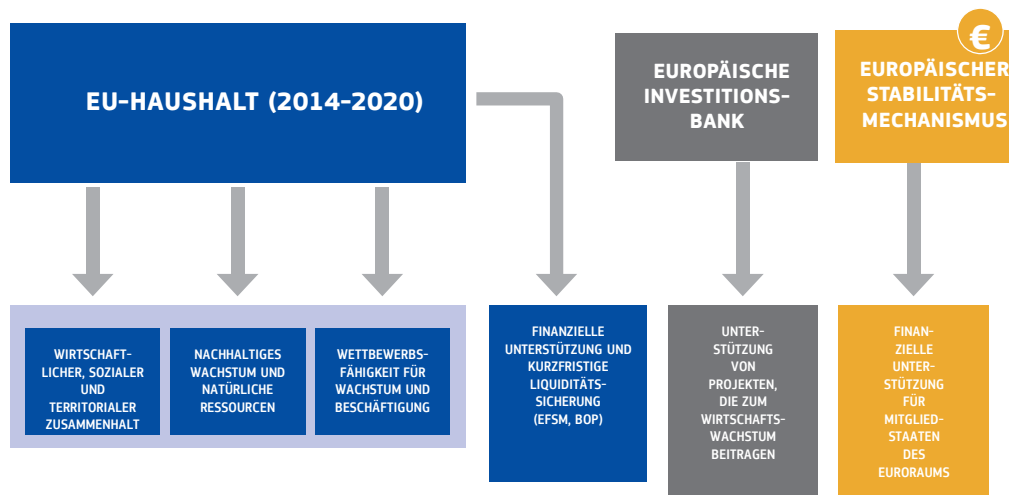 EU-HAUSHALT (2014-2020)
EUROPÄISCHE
INVESTITIONS-
BANK
€
EUROPÄISCHER
STABILITÄTS-
MECHANISMUS
WIRTSCHAFT-
LICHER, SOZIALER
UND
TERRITORIALER
ZUSAMMENHALT
NACHHALTIGES
WACHSTUM UND
NATÜRLICHE
RESSOURCEN
WETTBEWERBS-
FÄHIGKEIT FÜR
WACHSTUM UND
BESCHÄFTIGUNG
FINANZIELLE
UNTERSTÜTZUNG UND
KURZFRISTIGE
LIQUIDITÄTS-
SICHERUNG
(EFSM, BOP)
UNTER-
STÜTZUNG
VON
PROJEKTEN,
DIE ZUM
WIRTSCHAFTS-
WACHSTUM
BEITRAGEN
FINAN-
ZIELLE
UNTER-
STÜTZUNG
FÜR
MITGLIED-
STAATEN
DES
EURORAUMS